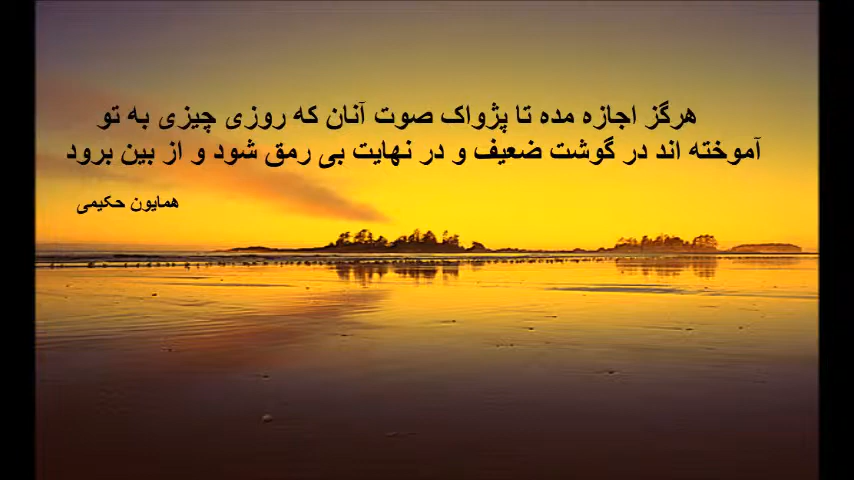 هرگز اجازه مده تا پژواک صوت آنان که روزی چیزی به تو
آموخته اند در گوشت ضعیف و در نهایت بی رمق شود و از بین برود
همایون حکیمی